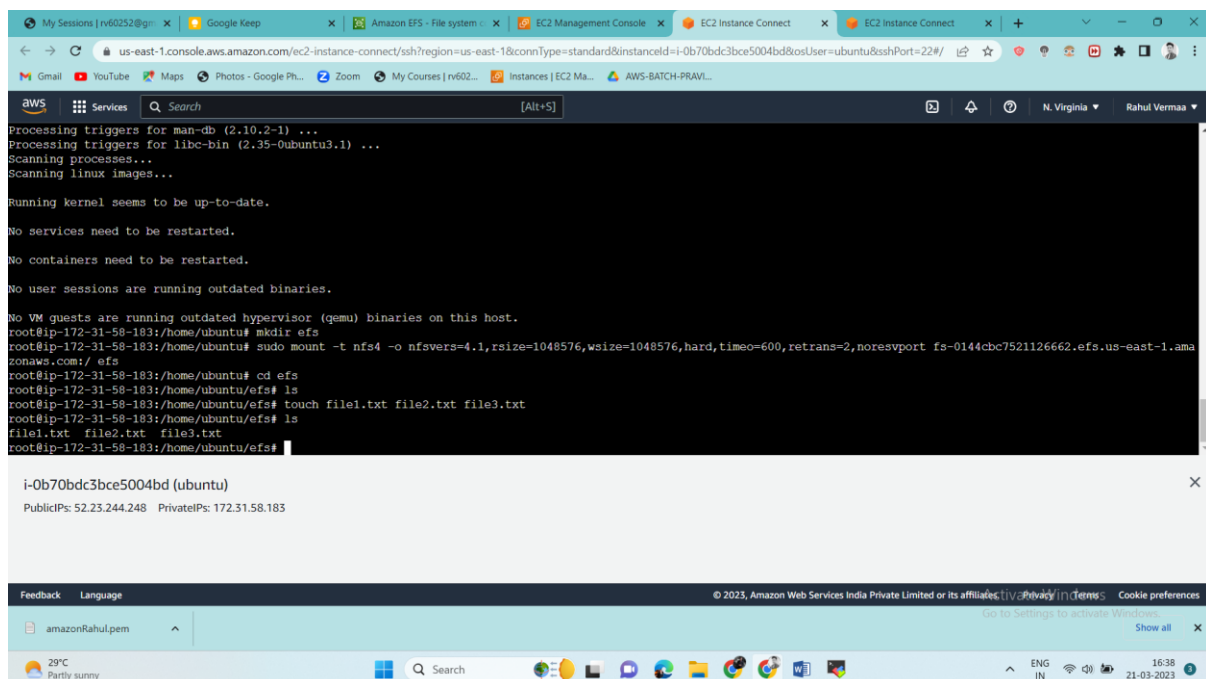 My Sessions | rv60252@gm
Google Keep
Amazon EFS - File system c
EC2 Management Console
EC2 Instance Connect
EC2 Instance Connect
us-east-1.console.aws.amazon.com/ec2-instance-connect/ssh?region=us-east-1&connType=standard&instanceId=i-0b70bdc3bce5004bd&osUser=ubuntu&sshPort=22#/
Gmail YouTube Maps Photos - Google Ph... Zoom My Courses | rv602... Instances | EC2 Ma... AWS-BATCH-PRAVI...
aws Services Search [Alt+S] N. Virginia ▼ Rahul Vermaa ▼
Processing triggers for man-db (2.10.2-1) ...
Processing triggers for libc-bin (2.35-0ubuntu3.1) ...
Scanning processes...
Scanning linux images...
Running kernel seems to be up-to-date.
No services need to be restarted.
No containers need to be restarted.
No user sessions are running outdated binaries.
No VM guests are running outdated hypervisor (qemu) binaries on this host.
root@ip-172-31-58-183:/home/ubuntu# mkdir efs
root@ip-172-31-58-183:/home/ubuntu# sudo mount -t nfs4 -o nfsvers=4.1,rsize=1048576,wsize=1048576,hard,timeo=600,retrans=2,noresvport fs-0144cbc7521126662.efs.us-east-1.ama
zonaws.com:/ efs
root@ip-172-31-58-183:/home/ubuntu# cd efs
root@ip-172-31-58-183:/home/ubuntu/efs# ls
root@ip-172-31-58-183:/home/ubuntu/efs# touch file1.txt file2.txt file3.txt
root@ip-172-31-58-183:/home/ubuntu/efs# ls
file1.txt file2.txt file3.txt
root@ip-172-31-58-183:/home/ubuntu/efs#
i-0b70bdc3bce5004bd (ubuntu)
PublicIPs: 52.23.244.248 PrivateIPs: 172.31.58.183
Feedback Language © 2023, Amazon Web Services India Private Limited or its affiliates. Privacy Terms Cookie preferences
Activate Windows
Go to Settings to activate Windows.
amazonRahul.pem Show all
29°C
Partly sunny
Search
ENG
IN
16:38
21-03-2023
3